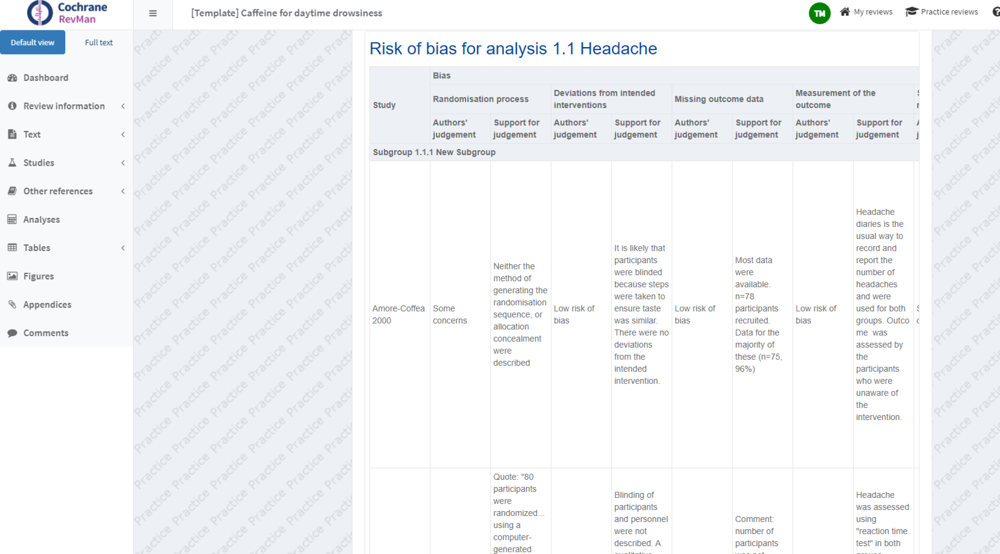 Cochrane
RevMan
[Template] Caffeine for daytime drowsiness
TM
My reviews
Practice reviews
Default view
Full text
Dashboard
Review information
Text
Studies
Other references
Analyses
Tables
Figures
Appendices
Comments
Risk of bias for analysis 1.1 Headache
Study
Bias
Randomisation process
Deviations from intended
interventions
Missing outcome data
Measurement of the
outcome
Authors'
judgement
Support for
judgement
Authors'
judgement
Support for
judgement
Authors'
judgement
Support for
judgement
Authors'
judgement
Support for
judgement
Subgroup 1.1.1 New Subgroup
Amore-Coffea
2000
Some
concerns
Neither the
method of
generating the
randomisation
sequence, or
allocation
concealment
were
described
Low risk of
bias
It is likely that
participants
were blinded
because steps
were taken to
ensure taste
was similar.
There were no
deviations
from the
intended
intervention.
Low risk of
bias
Most data
were
available.
n=78
participants
recruited.
Data for the
majority of
these (n=75,
96%)
Low risk of
bias
Headache
diaries is the
usual way to
record and
report the
number of
headaches
and were
used for both
groups. Outco
me was
assessed by
the
participants
who were
unaware of
the
intervention.
Quote: "80
participants
were
randomized...
using a
computer-
generated
Blinding of
participants
and personnel
were not
described. A
Comment:
number of
participants
Headache
was assessed
using
"reaction time
test" in both